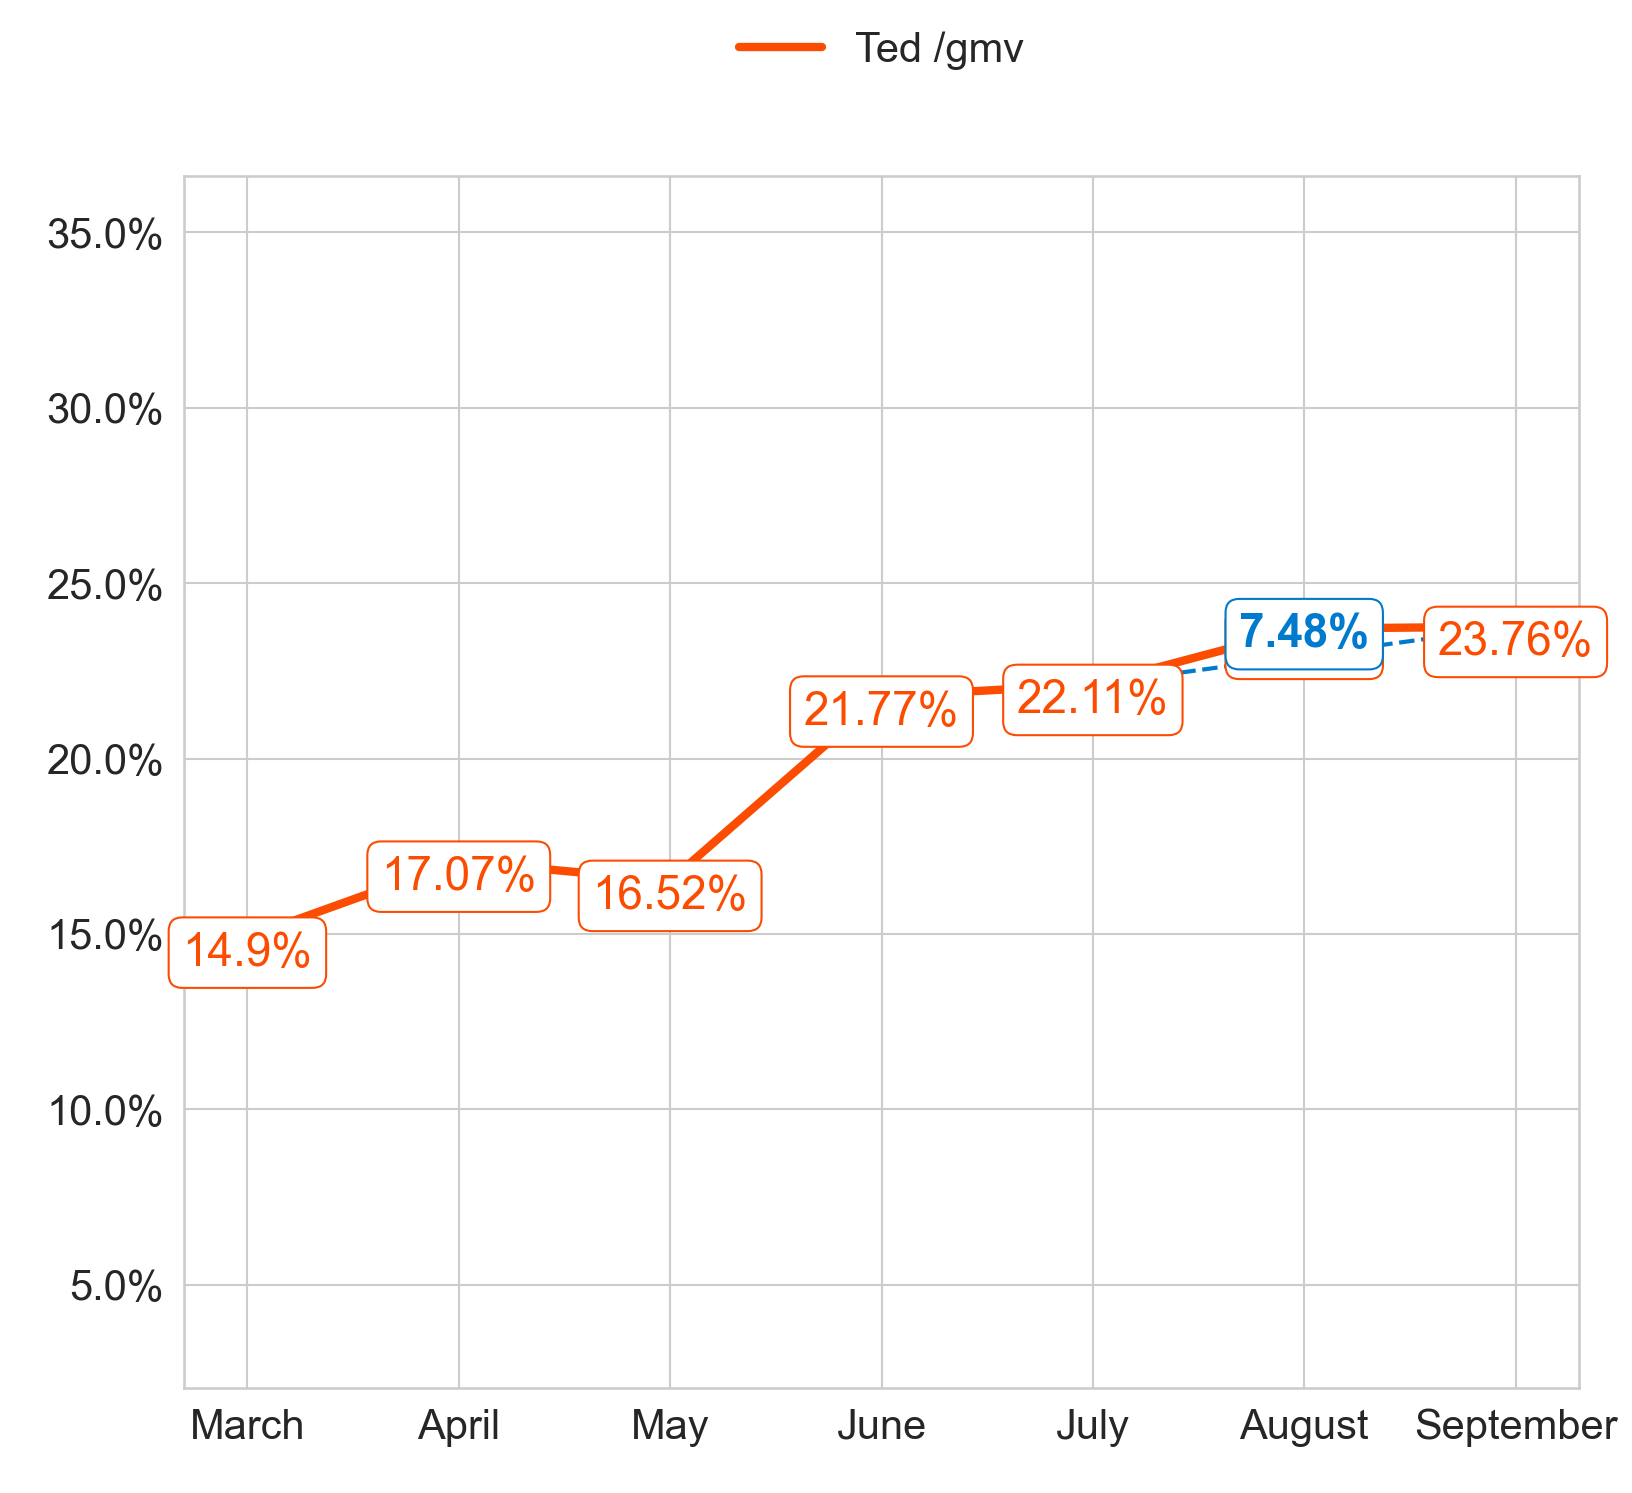 Ted /gmv
35.0%
30.0%
25.0%
20.0%
15.0%
10.0%
5.0%
14.9%
17.07%
16.52%
21.77%
22.11%
7.48%
23.76%
March
April
May
June
July
August
September